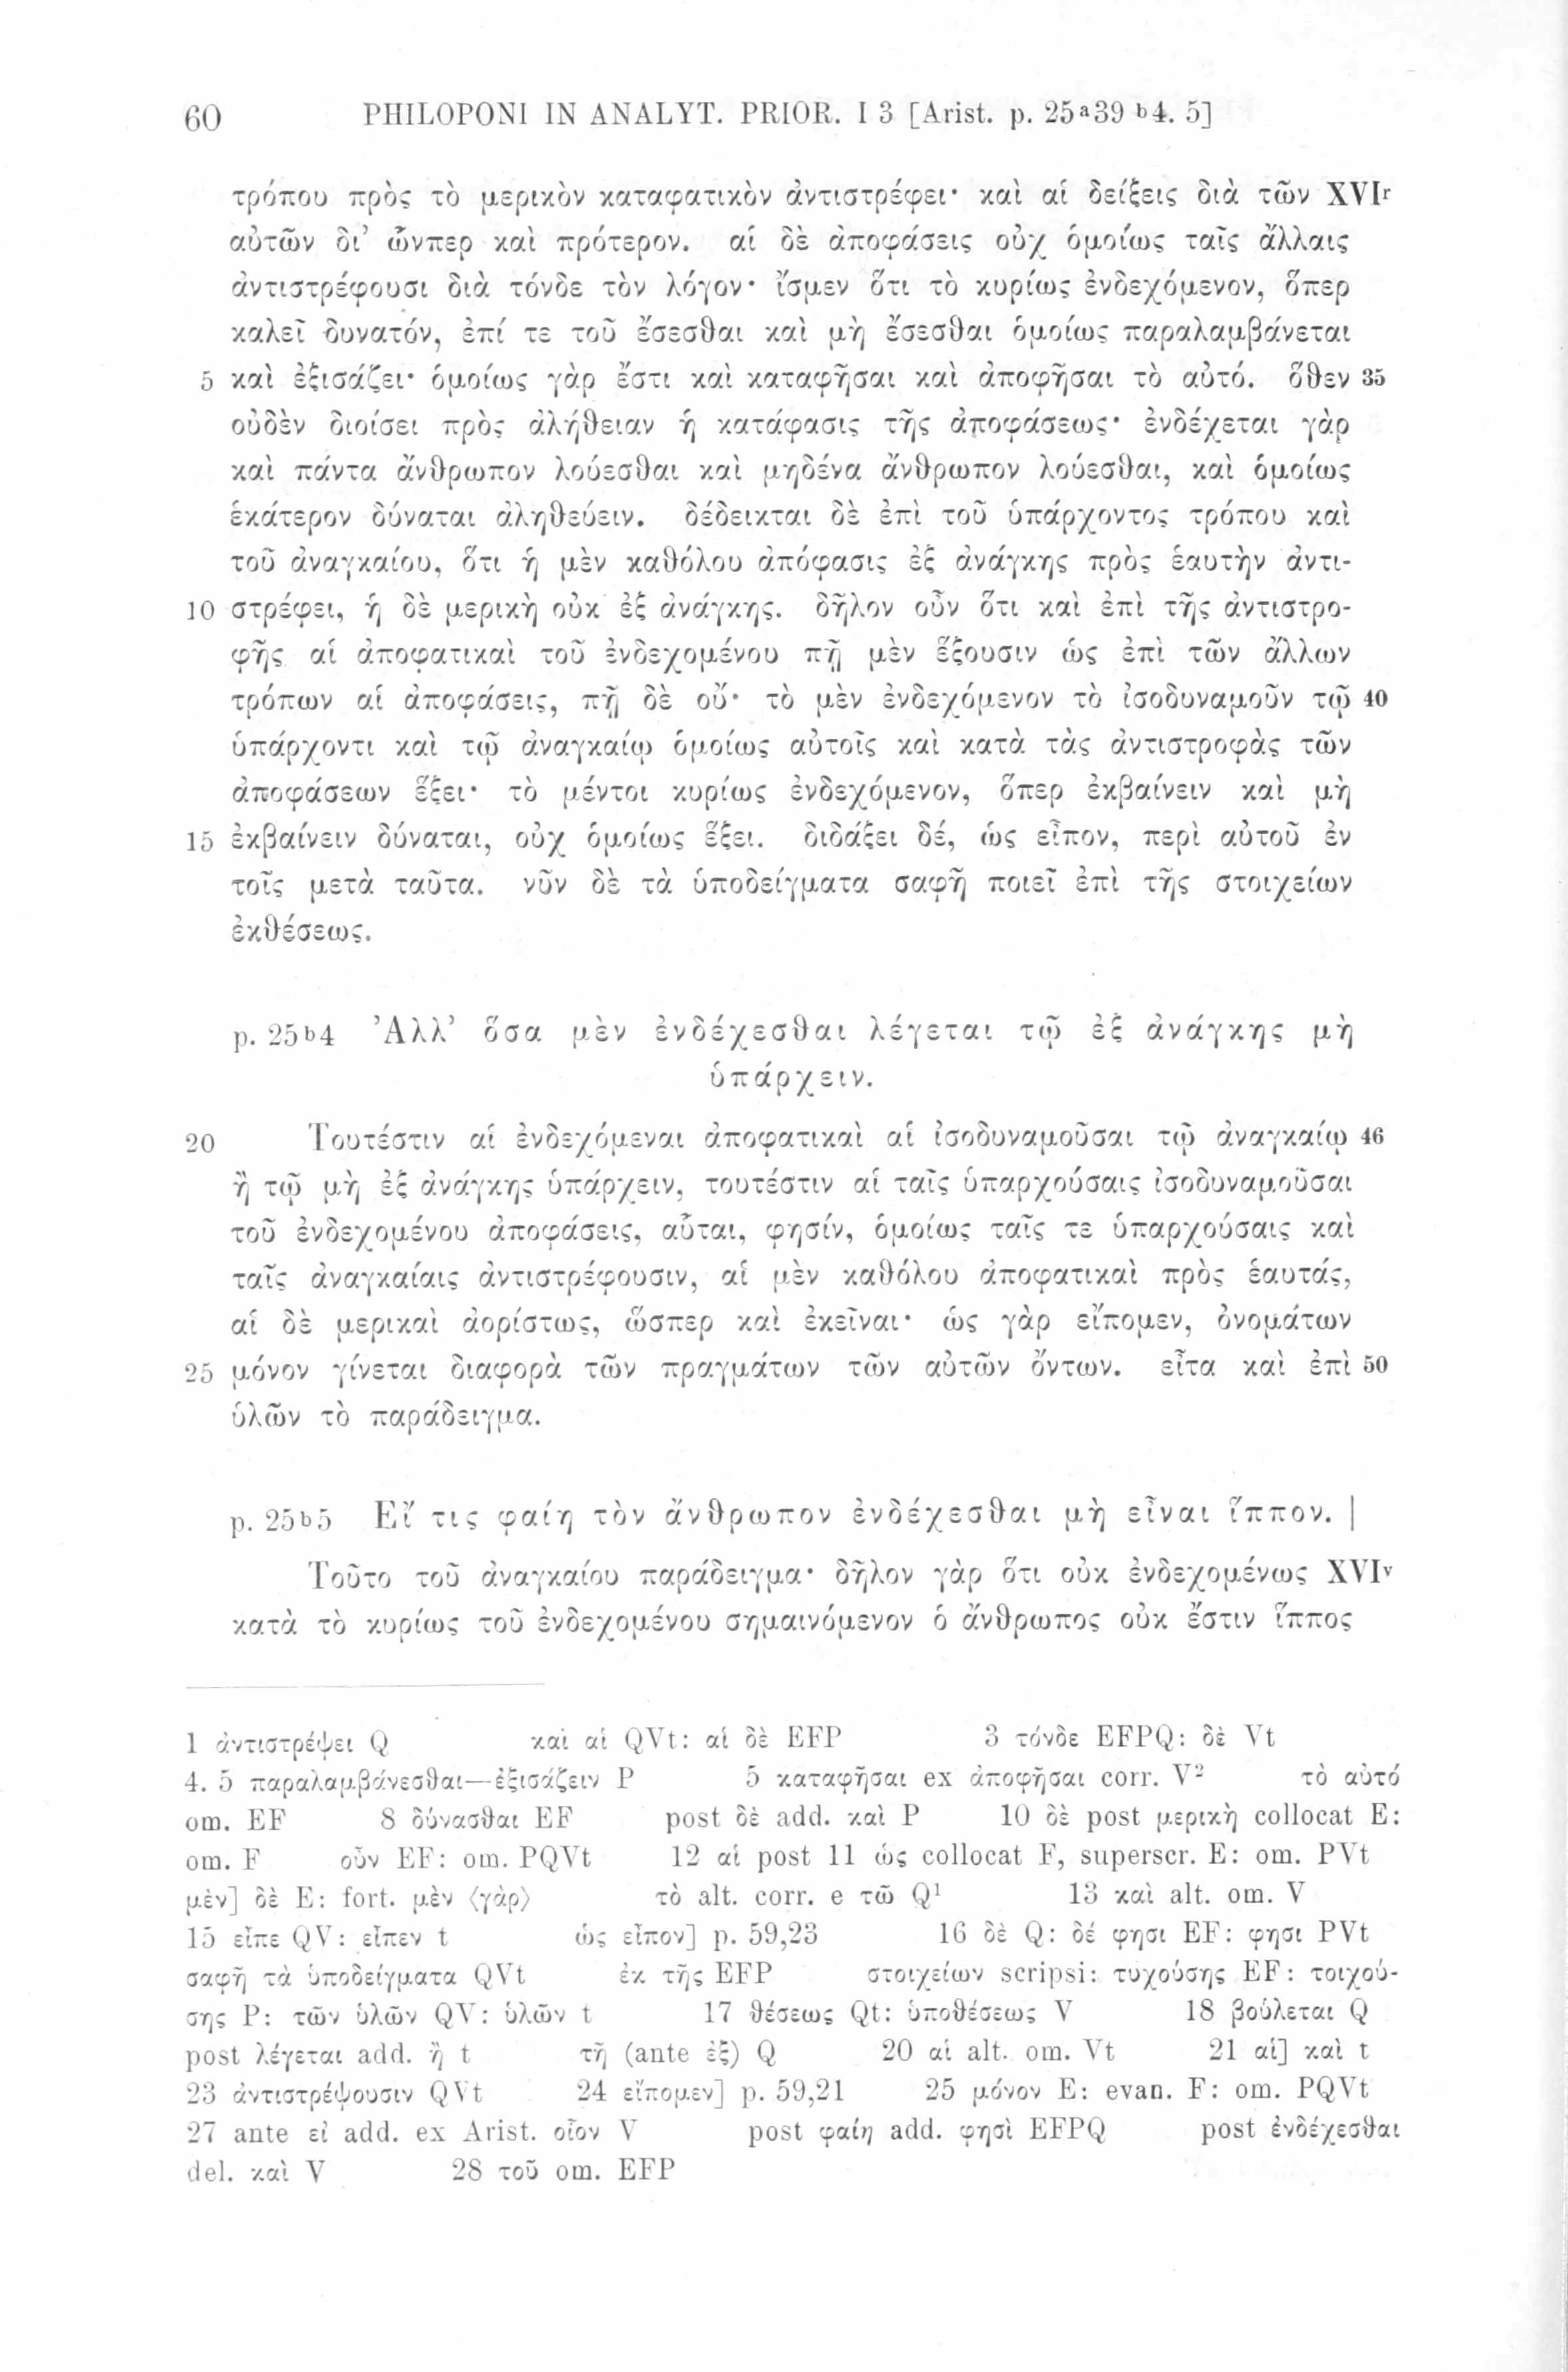 60 PHILOPONI IN ANALYT. PRIOR. I 3 [Arist. p. 25ᵃ39 ᵇ4. 5]
τρόπου πρὸς τὸ μερικὸν καταφατικὸν ἀντιστρέφει· καὶ αἱ δείξεις διὰ τῶν XVIʳ
αὐτῶν δι’ ὧνπερ καὶ πρότερον. αἱ δὲ ἀποφάσεις οὐχ ὁμοίως ταῖς ἄλλαις
ἀντιστρέφουσι διὰ τόνδε τὸν λόγον· ἴσμεν ὅτι τὸ κυρίως ἐνδεχόμενον, ὅπερ
καλεῖ δυνατόν, ἐπί τε τοῦ ἔσεσθαι καὶ μὴ ἔσεσθαι ὁμοίως παραλαμβάνεται
5 καὶ ἐξισάζει· ὁμοίως γὰρ ἔστι καὶ καταφῆσαι καὶ ἀποφῆσαι τὸ αὐτό. ὅθεν 35
οὐδὲν διοίσει πρὸς ἀλήθειαν ἡ κατάφασις τῆς ἀποφάσεως· ἐνδέχεται γὰρ
καὶ πάντα ἄνθρωπον λούεσθαι καὶ μηδένα ἄνθρωπον λούεσθαι, καὶ ὁμοίως
ἑκάτερον δύναται ἀληθεύειν. δέδεικται δὲ ἐπὶ τοῦ ὑπάρχοντος τρόπου καὶ
τοῦ ἀναγκαίου, ὅτι ἡ μὲν καθόλου ἀπόφασις ἐξ ἀνάγκης πρὸς ἑαυτὴν ἀντι-
10 στρέφει, ἡ δὲ μερικὴ οὐκ ἐξ ἀνάγκης. δῆλον οὖν ὅτι καὶ ἐπὶ τῆς ἀντιστρο-
φῆς αἱ ἀποφατικαὶ τοῦ ἐνδεχομένου πῇ μὲν ἕξουσιν ὡς ἐπὶ τῶν ἄλλων
τρόπων αἱ ἀποφάσεις, πῇ δὲ οὔ· τὸ μὲν ἐνδεχόμενον τὸ ἰσοδυναμοῦν τῷ 40
ὑπάρχοντι καὶ τῷ ἀναγκαίῳ ὁμοίως αὐτοῖς καὶ κατὰ τὰς ἀντιστροφὰς τῶν
ἀποφάσεων ἕξει· τὸ μέντοι κυρίως ἐνδεχόμενον, ὅπερ ἐκβαίνειν καὶ μὴ
15 ἐκβαίνειν δύναται, οὐχ ὁμοίως ἕξει. διδάξει δέ, ὡς εἶπον, περὶ αὐτοῦ ἐν
τοῖς μετὰ ταῦτα. νῦν δὲ τὰ ὑποδείγματα σαφῆ ποιεῖ ἐπὶ τῆς στοιχείων
ἐκθέσεως.
p. 25ᵇ4 Ἀλλ’ ὅσα μὲν ἐνδέχεσθαι λέγεται τῷ ἐξ ἀνάγκης μὴ
ὑπάρχειν.
20 Τουτέστιν αἱ ἐνδεχόμεναι ἀποφατικαὶ αἱ ἰσοδυναμοῦσαι τῷ ἀναγκαίῳ 46
ἢ τῷ μὴ ἐξ ἀνάγκης ὑπάρχειν, τουτέστιν αἱ ταῖς ὑπαρχούσαις ἰσοδυναμοῦσαι
τοῦ ἐνδεχομένου ἀποφάσεις, αὗται, φησίν, ὁμοίως ταῖς τε ὑπαρχούσαις καὶ
ταῖς ἀναγκαίαις ἀντιστρέφουσιν, αἱ μὲν καθόλου ἀποφατικαὶ πρὸς ἑαυτάς,
αἱ δὲ μερικαὶ ἀορίστως, ὥσπερ καὶ ἐκεῖναι· ὡς γὰρ εἴπομεν, ὀνομάτων
25 μόνον γίνεται διαφορὰ τῶν πραγμάτων τῶν αὐτῶν ὄντων. εἶτα καὶ ἐπὶ 50
ὑλῶν τὸ παράδειγμα.
p. 25ᵇ5 Εἴ τις φαίη τὸν ἄνθρωπον ἐνδέχεσθαι μὴ εἶναι ἵππον. |
Τοῦτο τοῦ ἀναγκαίου παράδειγμα· δῆλον γὰρ ὅτι οὐκ ἐνδεχομένως XVIᵛ
κατὰ τὸ κυρίως τοῦ ἐνδεχομένου σημαινόμενον ὁ ἄνθρωπος οὐκ ἔστιν ἵππος
1 ἀντιστρέψει Q καὶ αἱ QVt: αἱ δὲ EFP 3 τόνδε EFPQ: δὲ Vt
4. 5 παραλαμβάνεσθαι—ἐξισάζειν P 5 καταφῆσαι ex ἀποφῆσαι corr. V² τὸ αὐτό
om. EF 8 δύνασθαι EF post δὲ add. καὶ P 10 δὲ post μερικὴ collocat E:
om. F οὖν EF: om. PQVt 12 αἱ post 11 ὡς collocat F, superscr. E: om. PVt
μὲν] δὲ E: fort. μὲν ⟨γὰρ⟩ τὸ alt. corr. e τῶ Q¹ 13 καὶ alt. om. V
15 εἶπε QV: εἶπεν t ὡς εἶπον] p. 59,23 16 δὲ Q: δέ φησι EF: φησι PVt
σαφῆ τὰ ὑποδείγματα QVt ἐκ τῆς EFP στοιχείων scripsi: τυχούσης EF: τοιχού-
σης P: τῶν ὑλῶν QV: ὑλῶν t 17 θέσεως Qt: ὑποθέσεως V 18 βούλεται Q
post λέγεται add. ἢ t τῆ (ante ἐξ) Q 20 αἱ alt. om. Vt 21 αἱ] καὶ t
23 ἀντιστρέψουσιν QVt 24 εἴπομεν] p. 59,21 25 μόνον E: evan. F: om. PQVt
27 ante εἰ add. ex Arist. οἷον V post φαίη add. φησὶ EFPQ post ἐνδέχεσθαι
del. καὶ V 28 τοῦ om. EFP